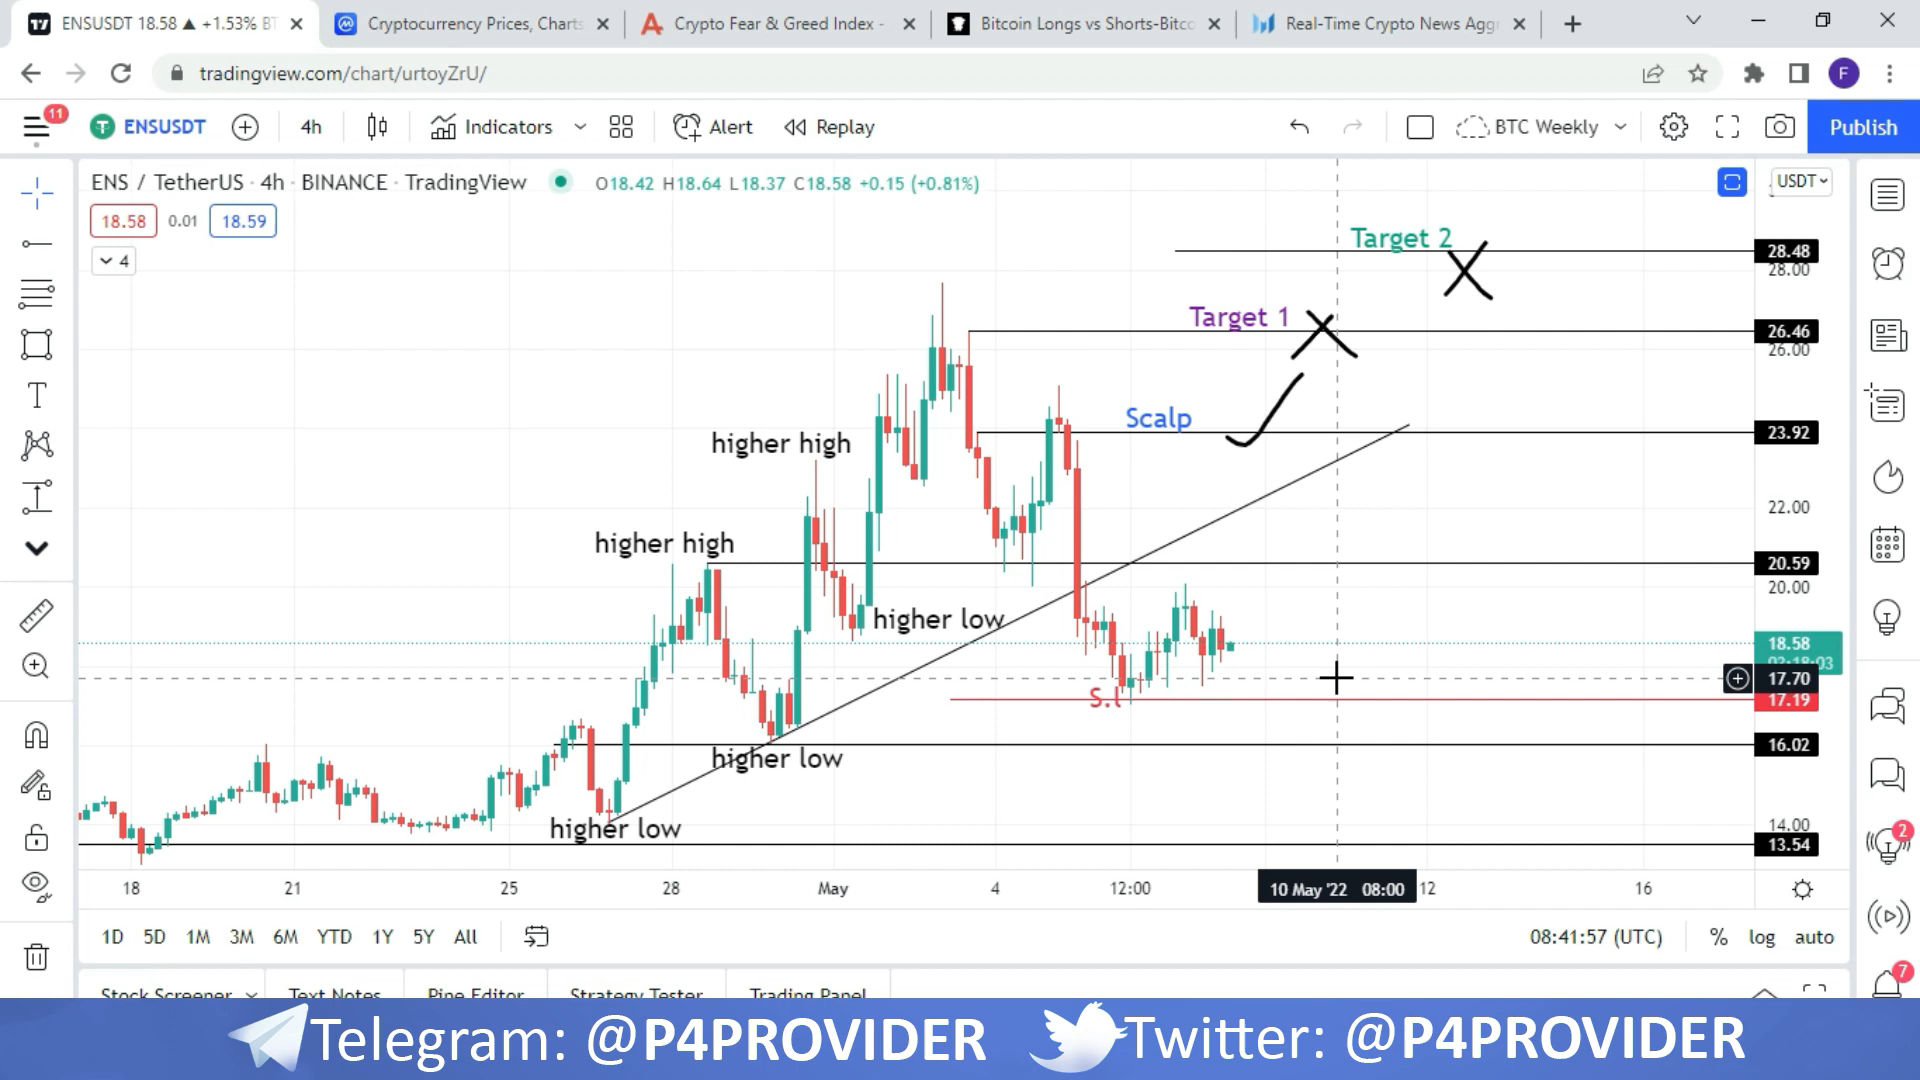 ENSUSDT 18.58 ▲ +1.53% BT
Cryptocurrency Prices, Charts
Crypto Fear & Greed Index -
Bitcoin Longs vs Shorts-Bitco
Real-Time Crypto News Aggr
tradingview.com/chart/urtoyZrU/
F
11
ENSUSDT
4h
Indicators
Alert
Replay
BTC Weekly
Publish
ENS / TetherUS · 4h · BINANCE · TradingView
O18.42 H18.64 L18.37 C18.58 +0.15 (+0.81%)
USDT
18.58 0.01 18.59
4
Target 2
28.48
28.00
Target 1
26.46
26.00
Scalp
23.92
higher high
22.00
higher high
20.59
20.00
higher low
18.58
02:18:03
17.70
S.l
17.19
16.02
higher low
14.00
higher low
13.54
18 21 25 28 May 4 12:00 10 May '22 08:00 12 16
1D 5D 1M 3M 6M YTD 1Y 5Y All
08:41:57 (UTC) % log auto
2
7
Stock Screener Text Notes Pine Editor Strategy Tester Trading Panel
Telegram: @P4PROVIDER Twitter: @P4PROVIDER